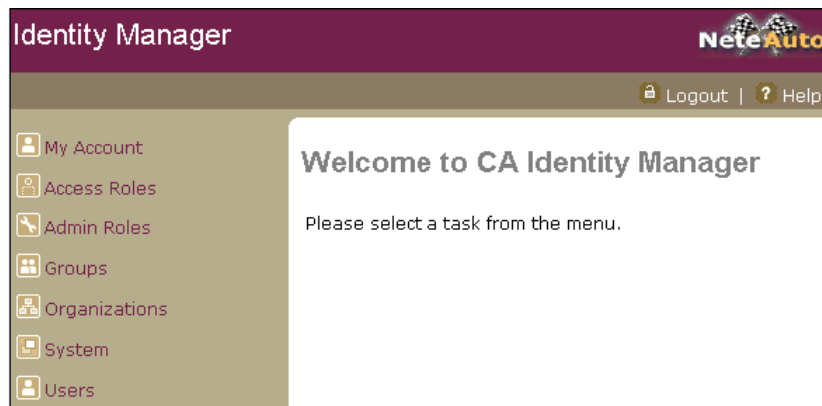 Identity Manager
NeteAuto
Logout | ? Help
My Account
Access Roles
Admin Roles
Groups
Organizations
System
Users
Welcome to CA Identity Manager
Please select a task from the menu.